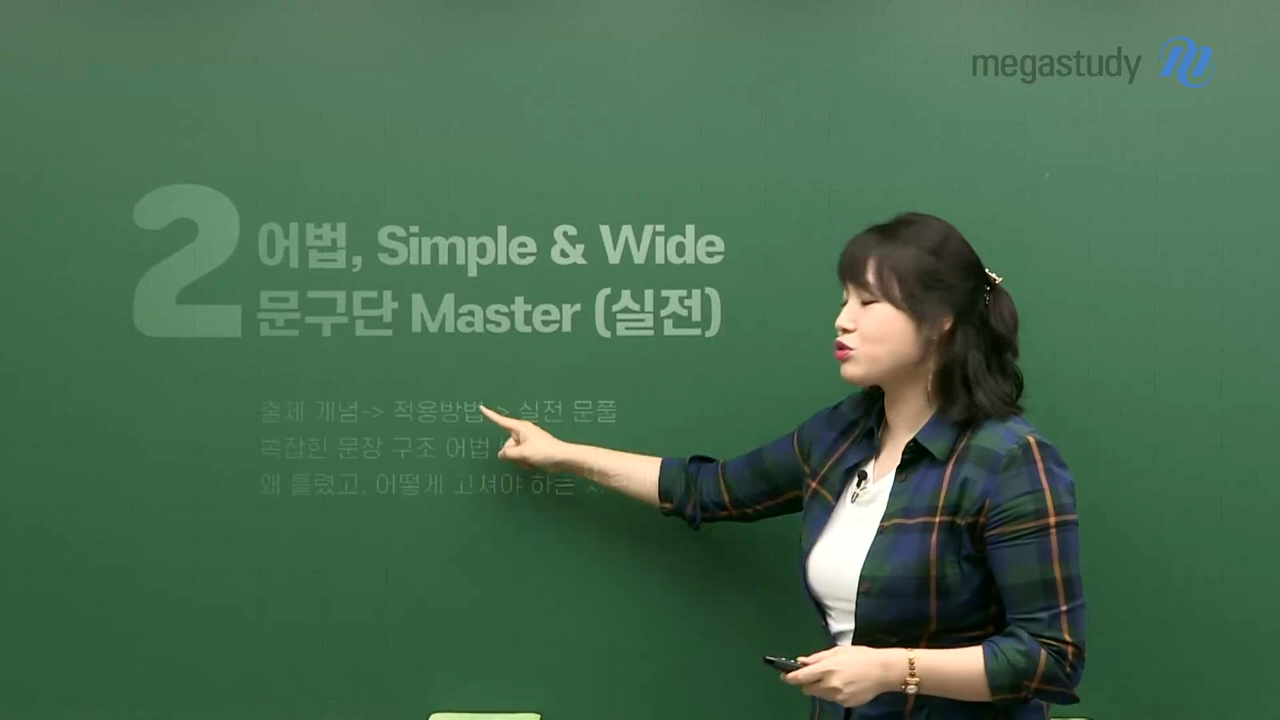 megastudy
2
어법, Simple & Wide
문구단 Master (실전)
출제 개념-> 적용방법 > 실전 문풀
복잡한 문장 구조 어법
왜 틀렸고, 어떻게 고쳐야 하는